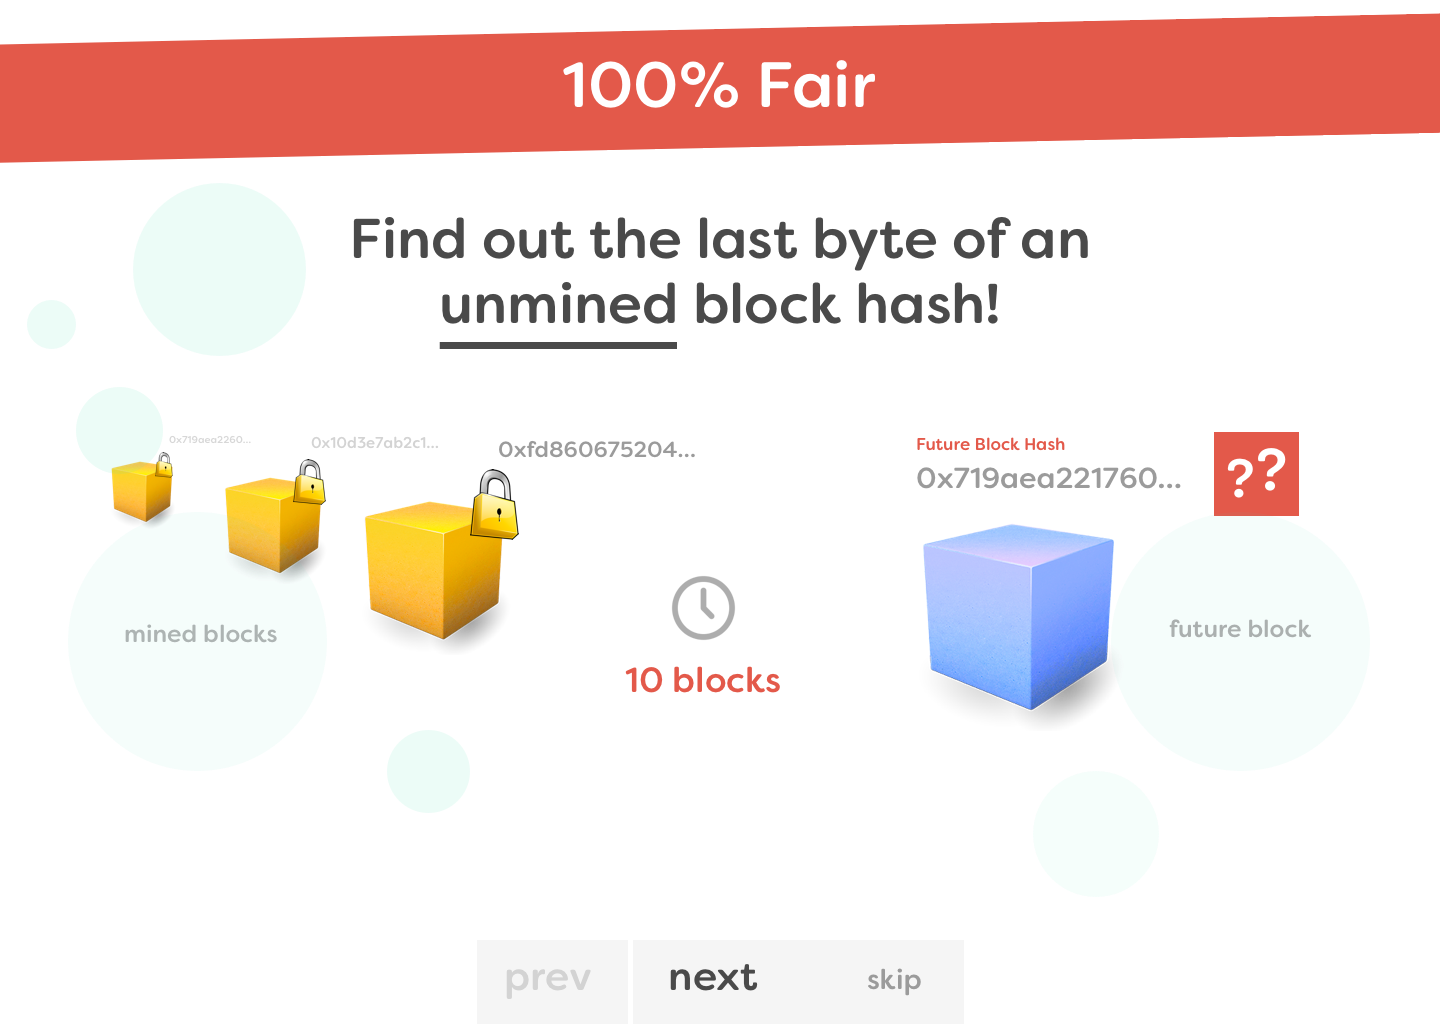 100% Fair
Find out the last byte of an
unmined block hash!
0x719aea2260...
0x10d3e7ab2c1...
0xfd860675204...
Future Block Hash
0x719aea221760...
??
mined blocks
future block
10 blocks
prev
next
skip